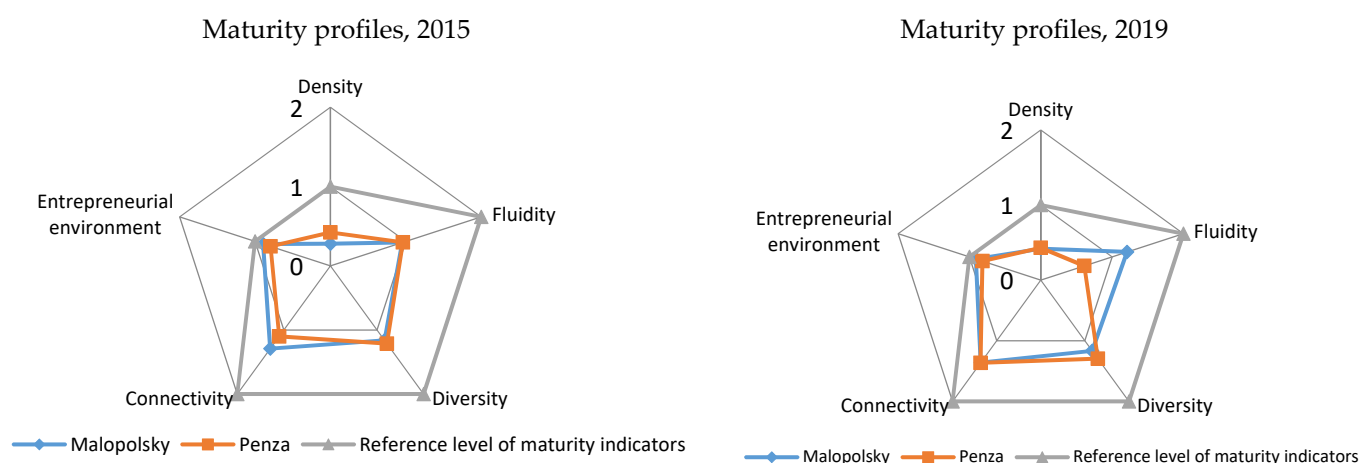 Maturity profiles, 2015
Density
2
1
0
Fluidity
Entrepreneurial
environment
Connectivity
Diversity
Malopolsky Penza Reference level of maturity indicators
Maturity profiles, 2019
Density
2
1
0
Fluidity
Entrepreneurial
environment
Connectivity
Diversity
Malopolsky Penza Reference level of maturity indicators